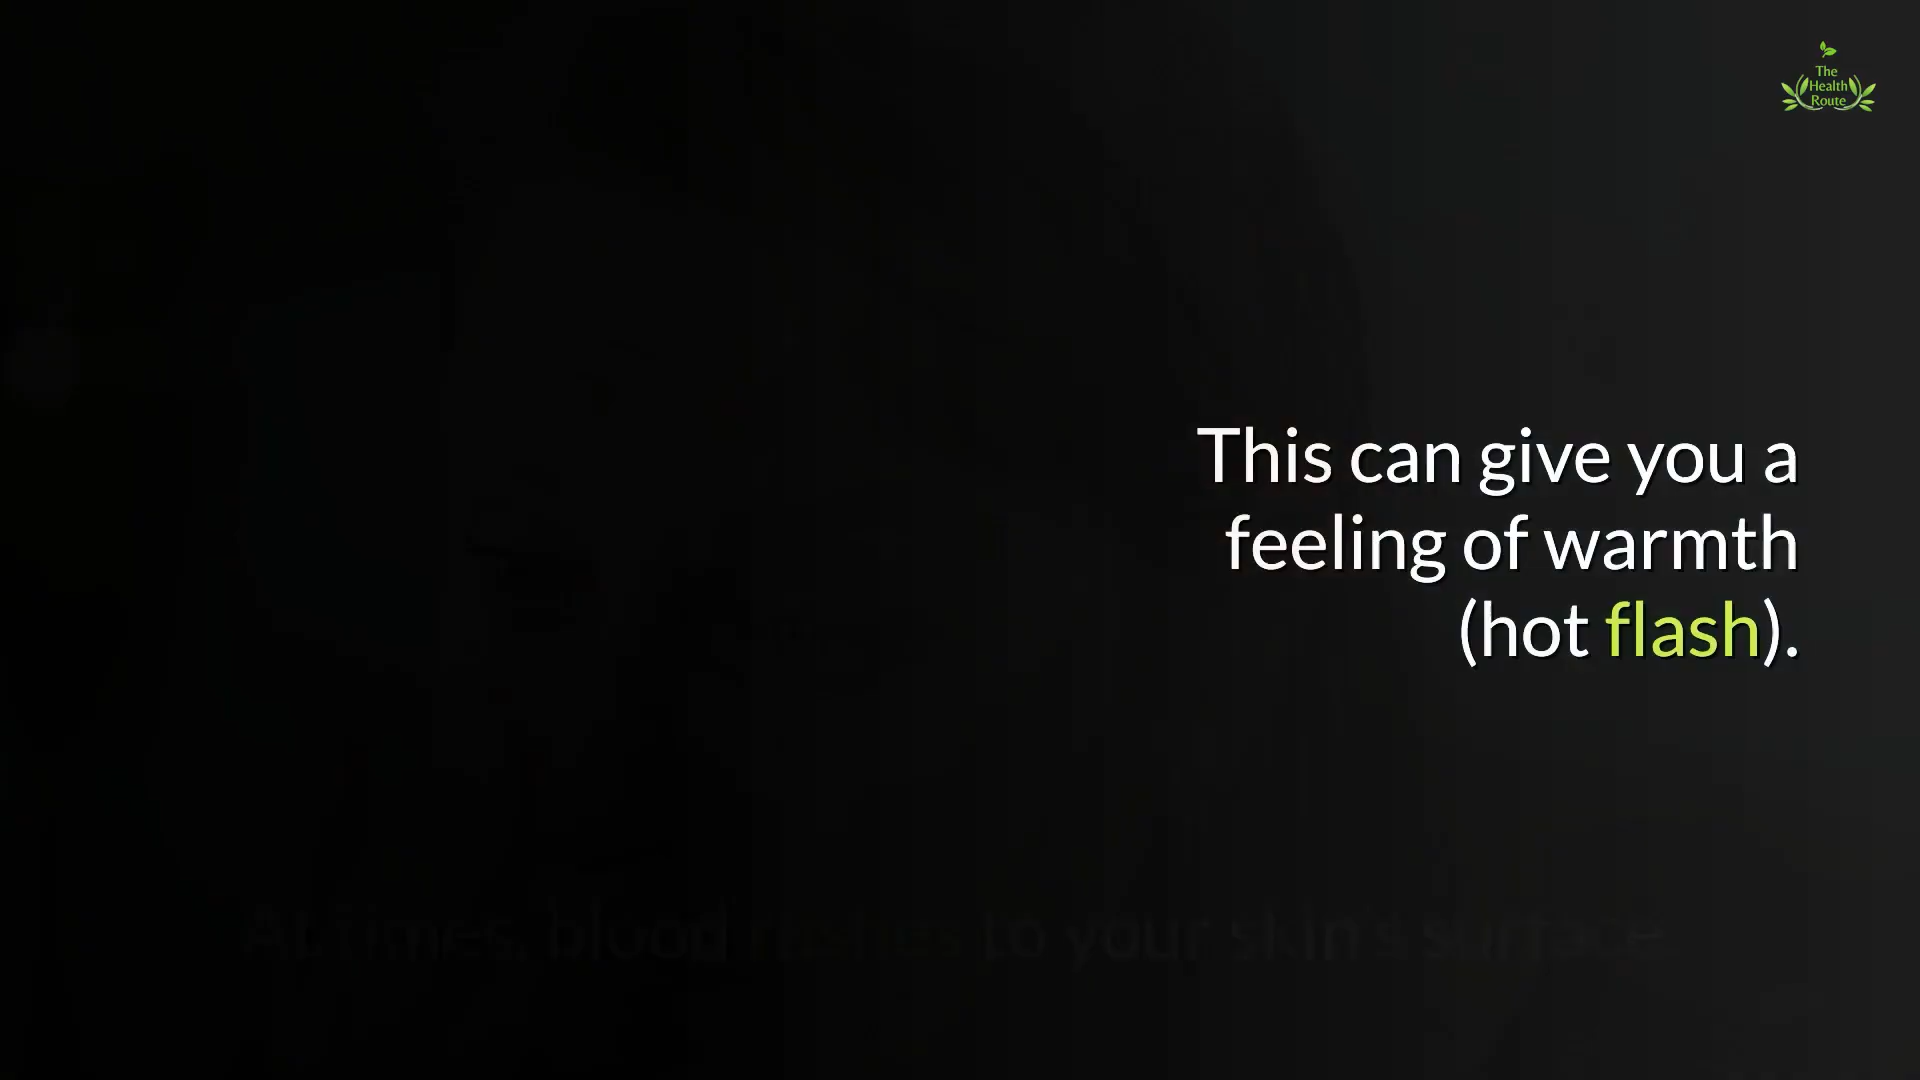 The
Health
Route
This can give you a
feeling of warmth
(hot flash).
At times, blood rushes to your skin's surface